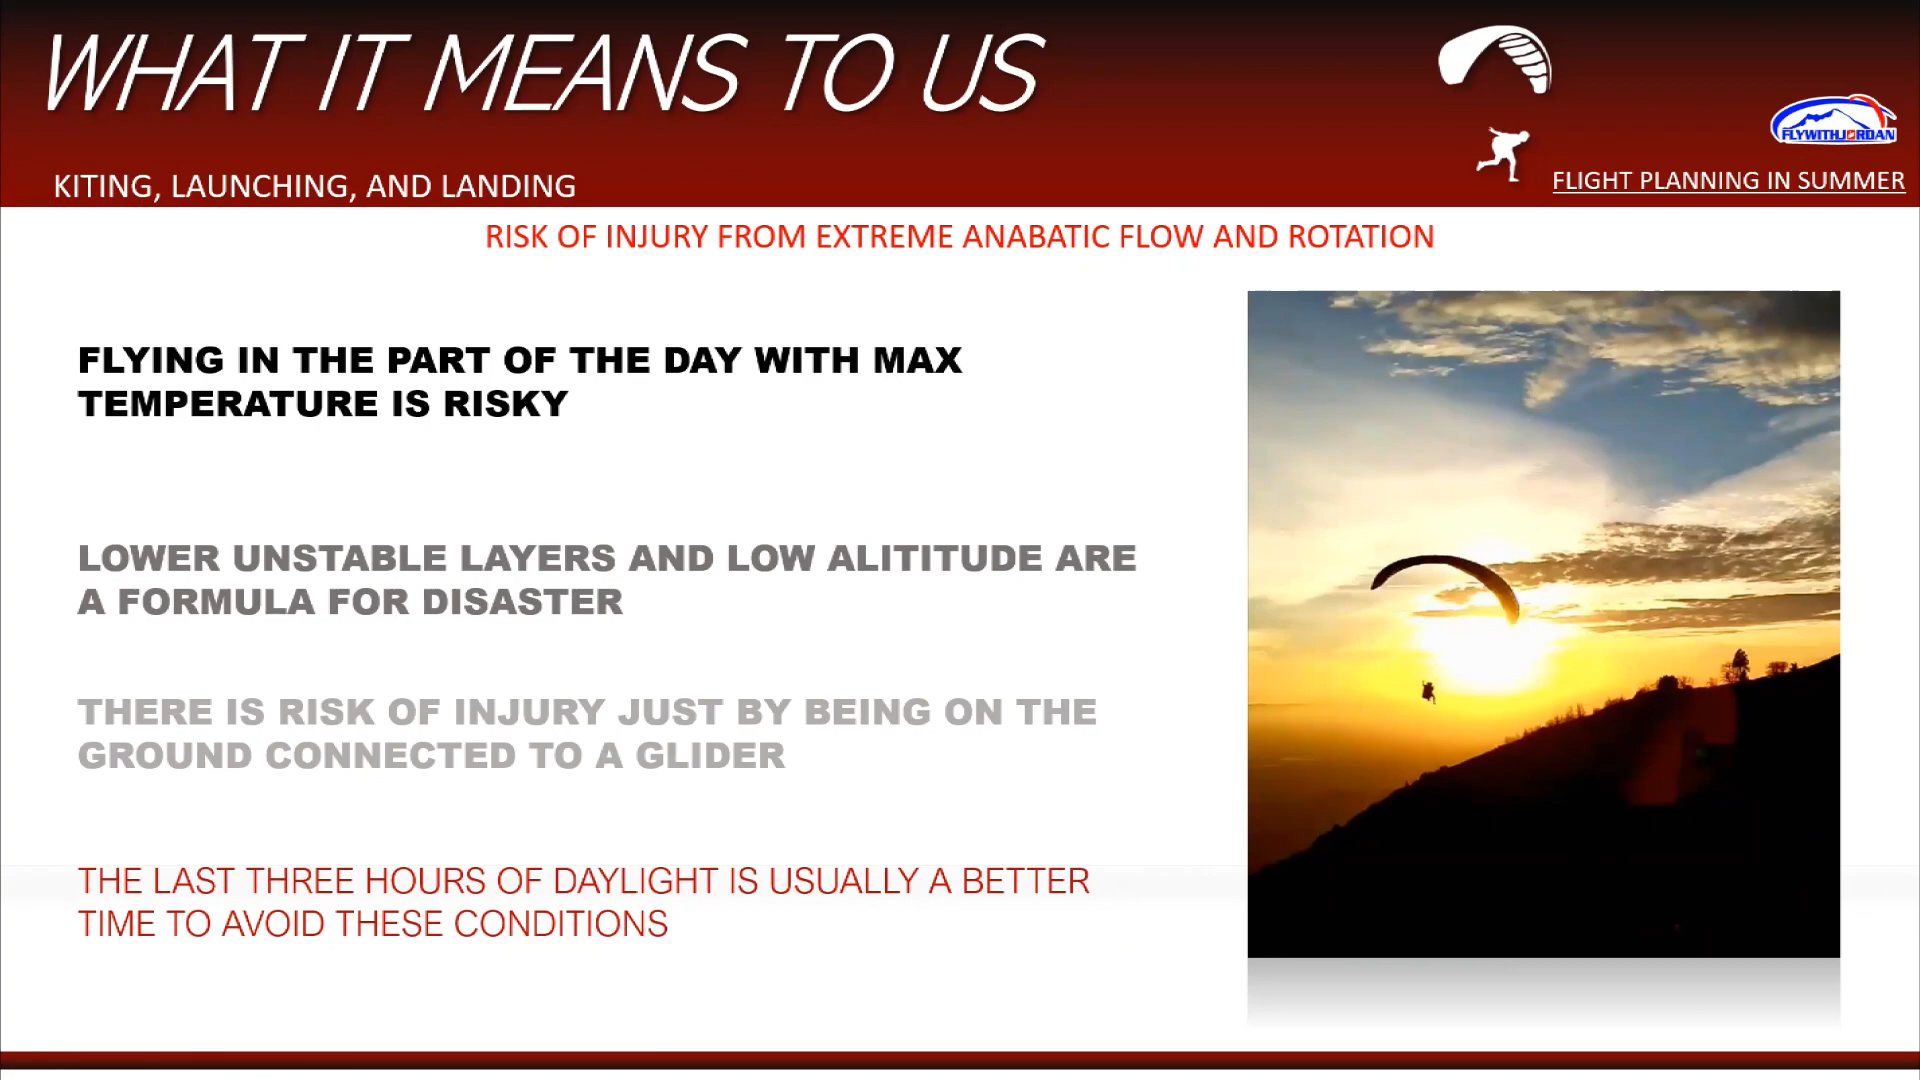 WHAT IT MEANS TO US
FLYWITHJORDAN
KITING, LAUNCHING, AND LANDING
FLIGHT PLANNING IN SUMMER
RISK OF INJURY FROM EXTREME ANABATIC FLOW AND ROTATION
FLYING IN THE PART OF THE DAY WITH MAX
TEMPERATURE IS RISKY
LOWER UNSTABLE LAYERS AND LOW ALITITUDE ARE
A FORMULA FOR DISASTER
THERE IS RISK OF INJURY JUST BY BEING ON THE
GROUND CONNECTED TO A GLIDER
THE LAST THREE HOURS OF DAYLIGHT IS USUALLY A BETTER
TIME TO AVOID THESE CONDITIONS